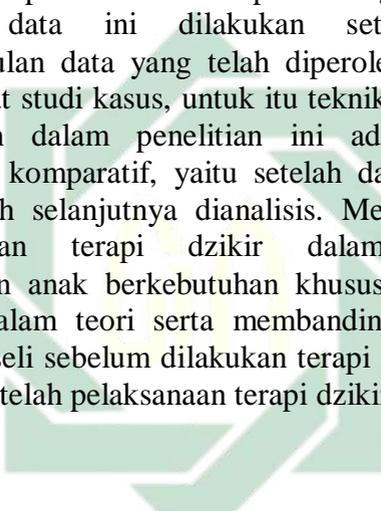 data ini dilakukan set
ulan data yang telah diperole
t studi kasus, untuk itu teknik
dalam penelitian ini ad
komparatif, yaitu setelah da
h selanjutnya dianalisis. Me
an terapi dzikir dalam
n anak berkebutuhan khusus
alam teori serta membandin
seli sebelum dilakukan terapi
telah pelaksanaan terapi dzikir